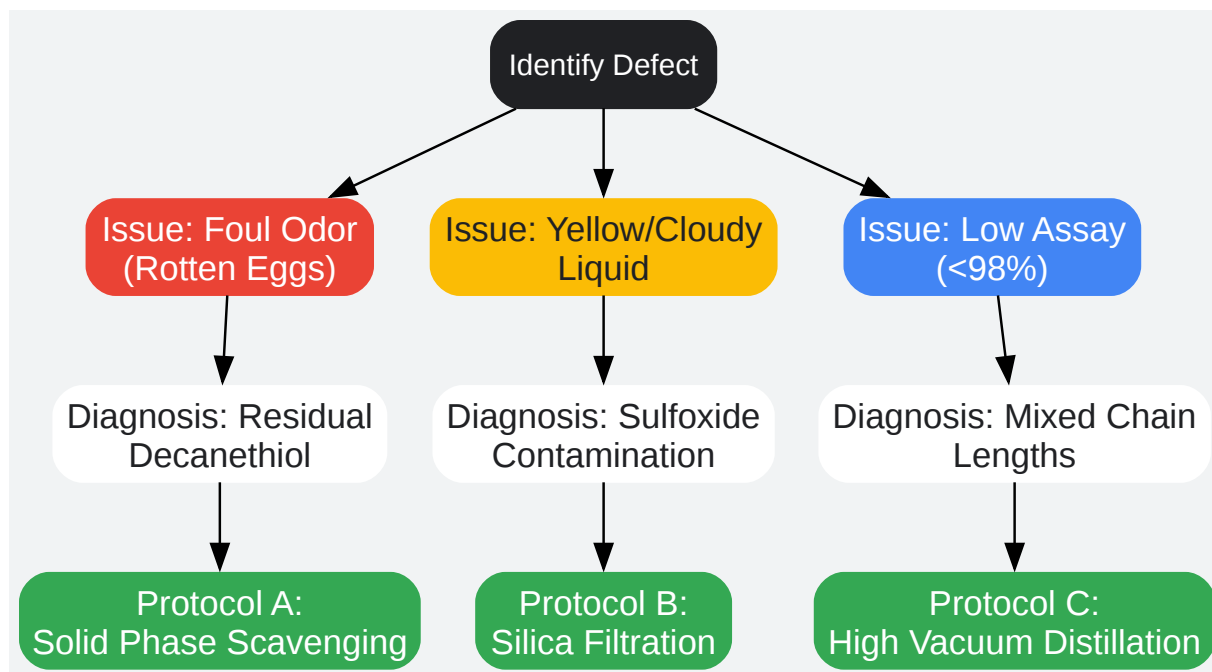 Identify Defect
Issue: Foul Odor
(Rotten Eggs)
Issue: Yellow/Cloudy
Liquid
Issue: Low Assay
(<98%)
Diagnosis: Residual
Decanethiol
Diagnosis: Sulfoxide
Contamination
Diagnosis: Mixed Chain
Lengths
Protocol A:
Solid Phase Scavenging
Protocol B:
Silica Filtration
Protocol C:
High Vacuum Distillation